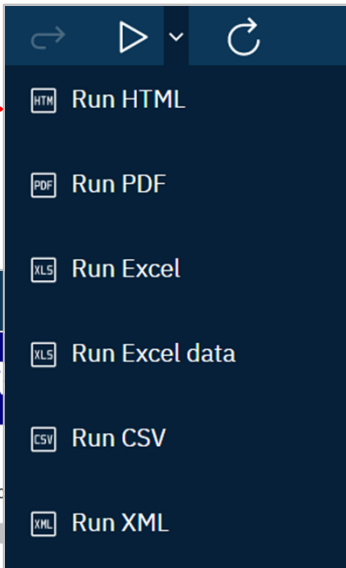 HTM Run HTML
PDF Run PDF
XLS Run Excel
XLS Run Excel data
CSV Run CSV
XML Run XML